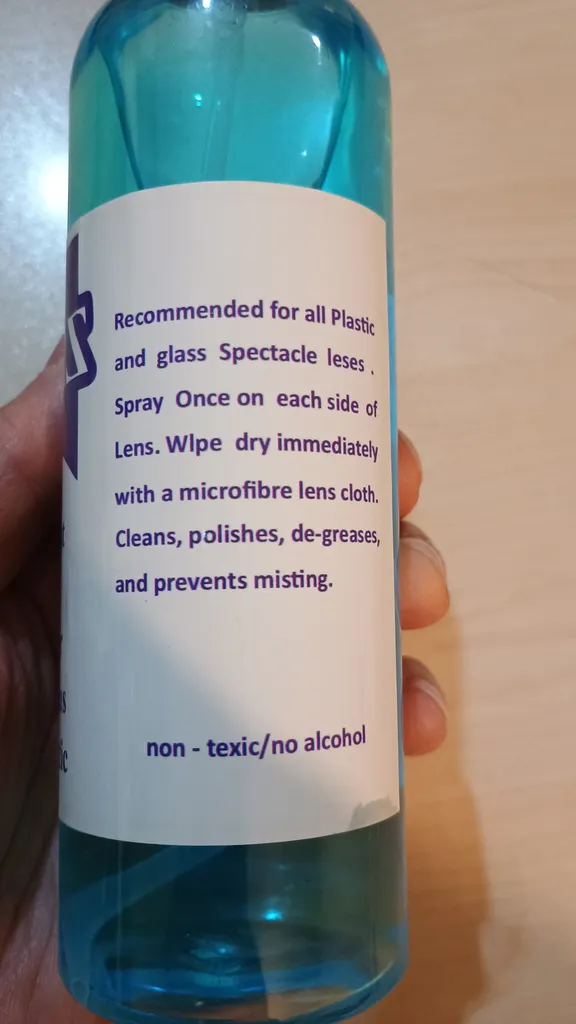 Recommended for all Plastic
and glass Spectacle leses .
Spray Once on each side of
Lens. WIpe dry immediately
with a microfibre lens cloth.
Cleans, polishes, de-greases,
and prevents misting.
non - texic/no alcohol